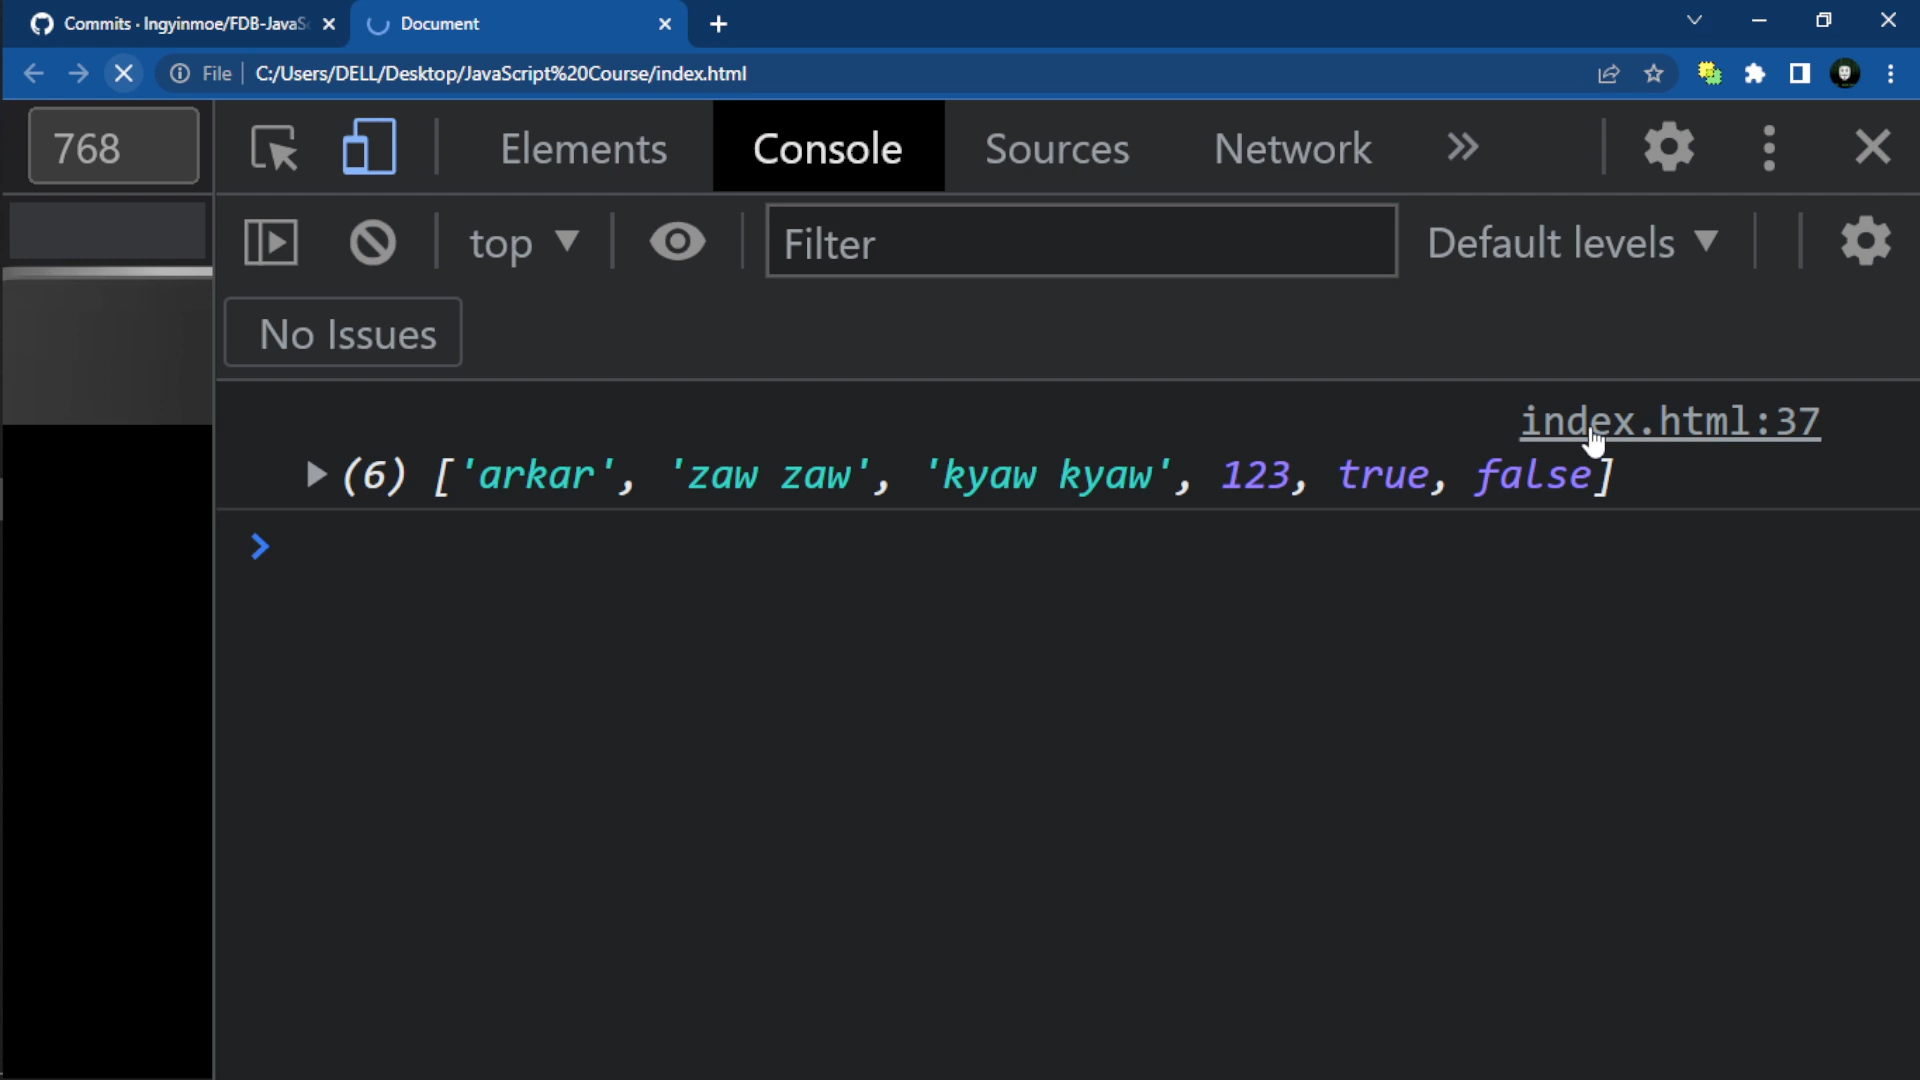 Commits · Ingyinmoe/FDB-JavaSc
Document
File
C:/Users/DELL/Desktop/JavaScript%20Course/index.html
768
Elements
Console
Sources
Network
top
Filter
Default levels
No Issues
index.html:37
(6) ['arkar', 'zaw zaw', 'kyaw kyaw', 123, true, false]